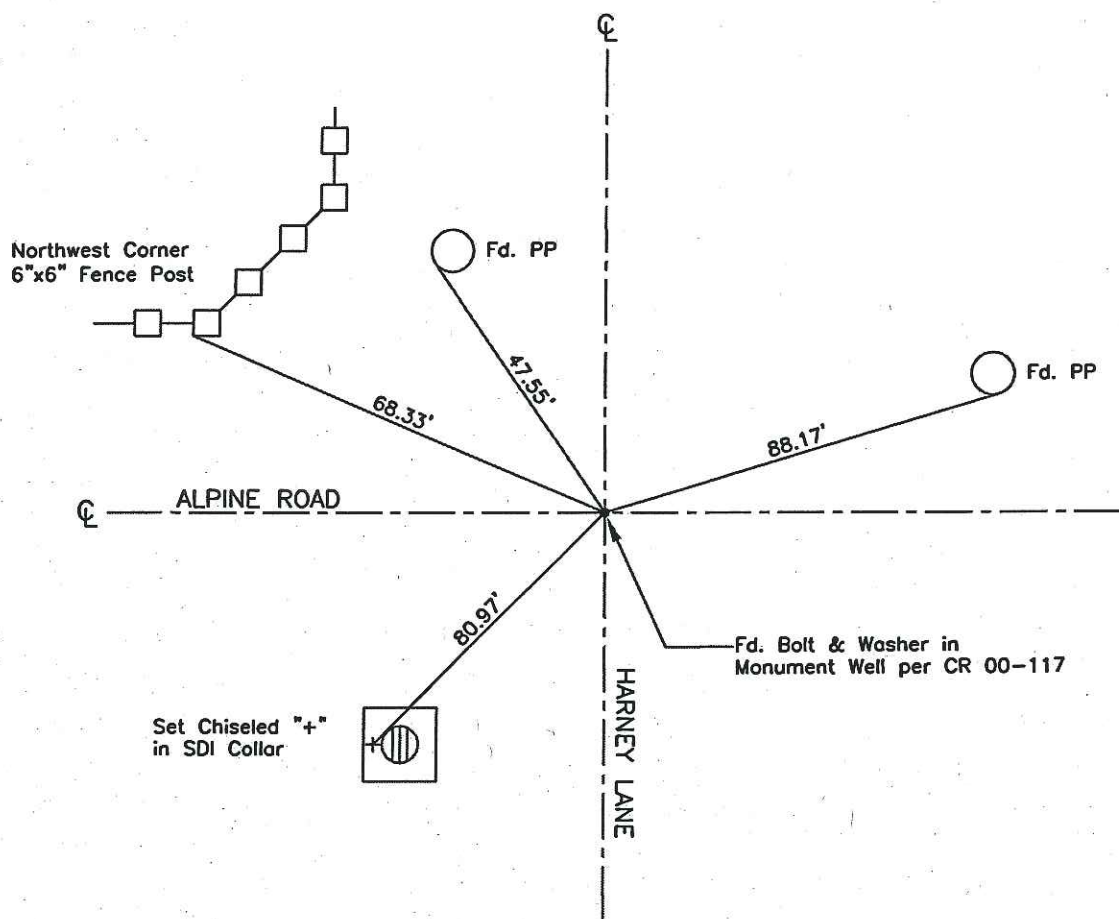 ℄
Northwest Corner
6"x6" Fence Post
Fd. PP
Fd. PP
47.55'
68.33'
88.17'
℄
ALPINE ROAD
80.97'
Fd. Bolt & Washer in
Monument Well per CR 00-117
HARNEY LANE
Set Chiseled "+"
in SDI Collar